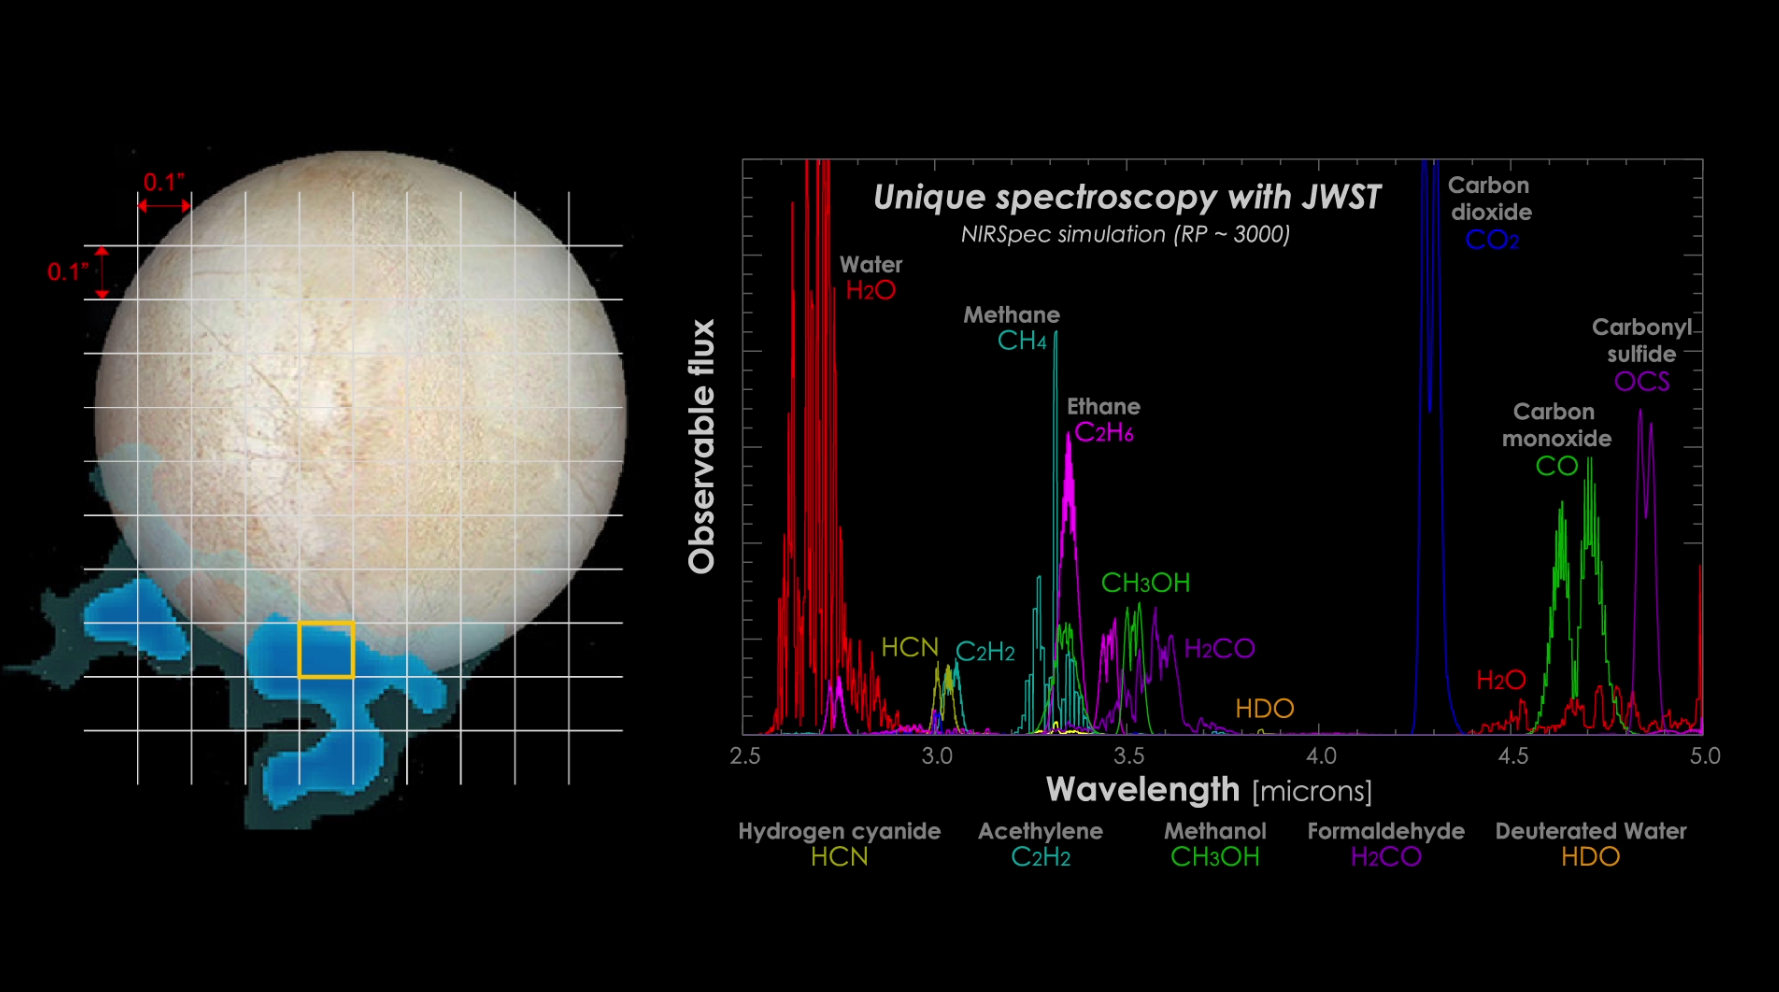 0.1"
0.1"
Unique spectroscopy with JWST
NIRSpec simulation (RP ~ 3000)
Observable flux
Water
H2O
Methane
CH4
Ethane
C2H6
CH3OH
HCN
C2H2
H2CO
HDO
Carbon
dioxide
CO2
Carbonyl
sulfide
OCS
Carbon
monoxide
CO
H2O
2.5 3.0 3.5 4.0 4.5 5.0
Wavelength [microns]
Hydrogen cyanide Acethylene Methanol Formaldehyde Deuterated Water
HCN C2H2 CH3OH H2CO HDO